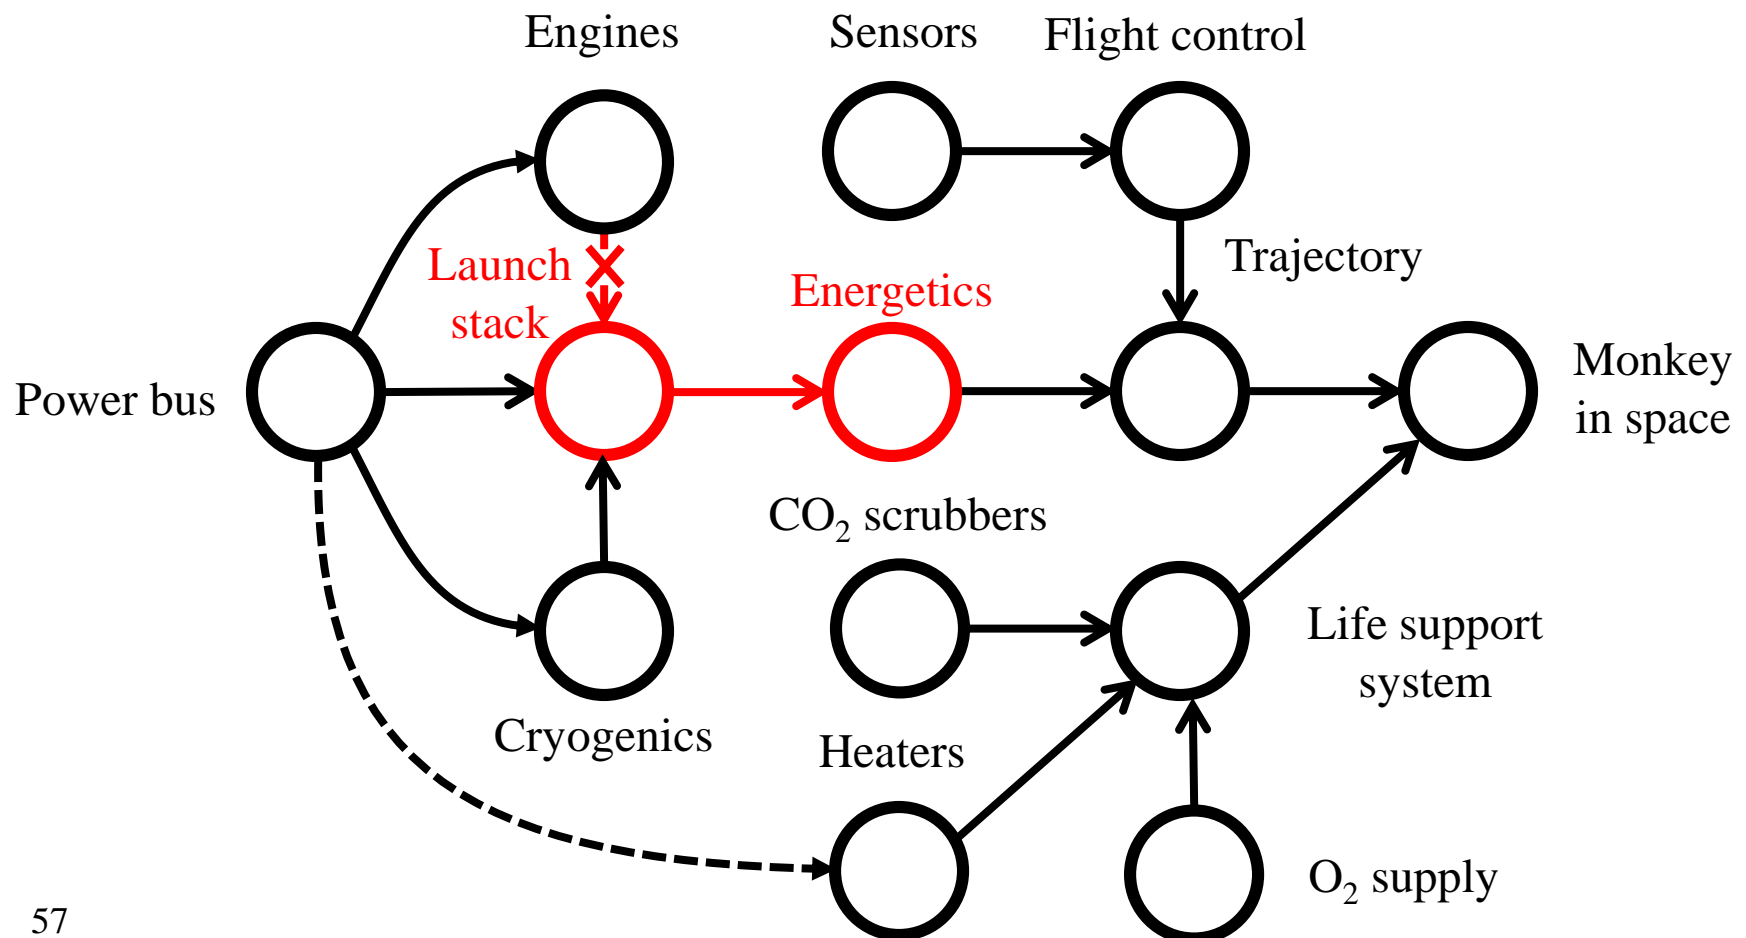 Engines
Sensors
Flight control
Launch
stack
Energetics
Trajectory
Power bus
Monkey
in space
CO₂ scrubbers
Life support
system
Cryogenics
Heaters
O₂ supply
57